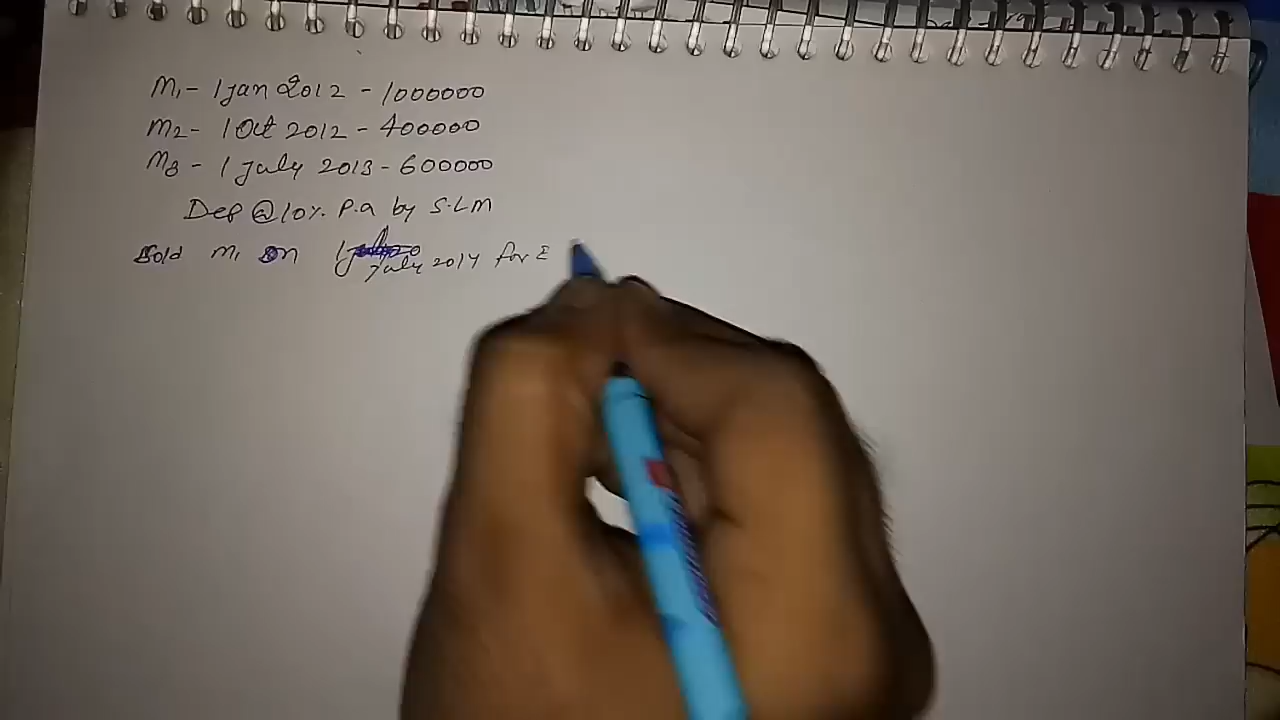 M1 - 1 Jan 2012 - 1000000
M2 - 1 Oct 2012 - 400000
M3 - 1 July 2013 - 600000
Dep @ 10% P.a by S.L.M
Sold M1 on 1 July 2014 for